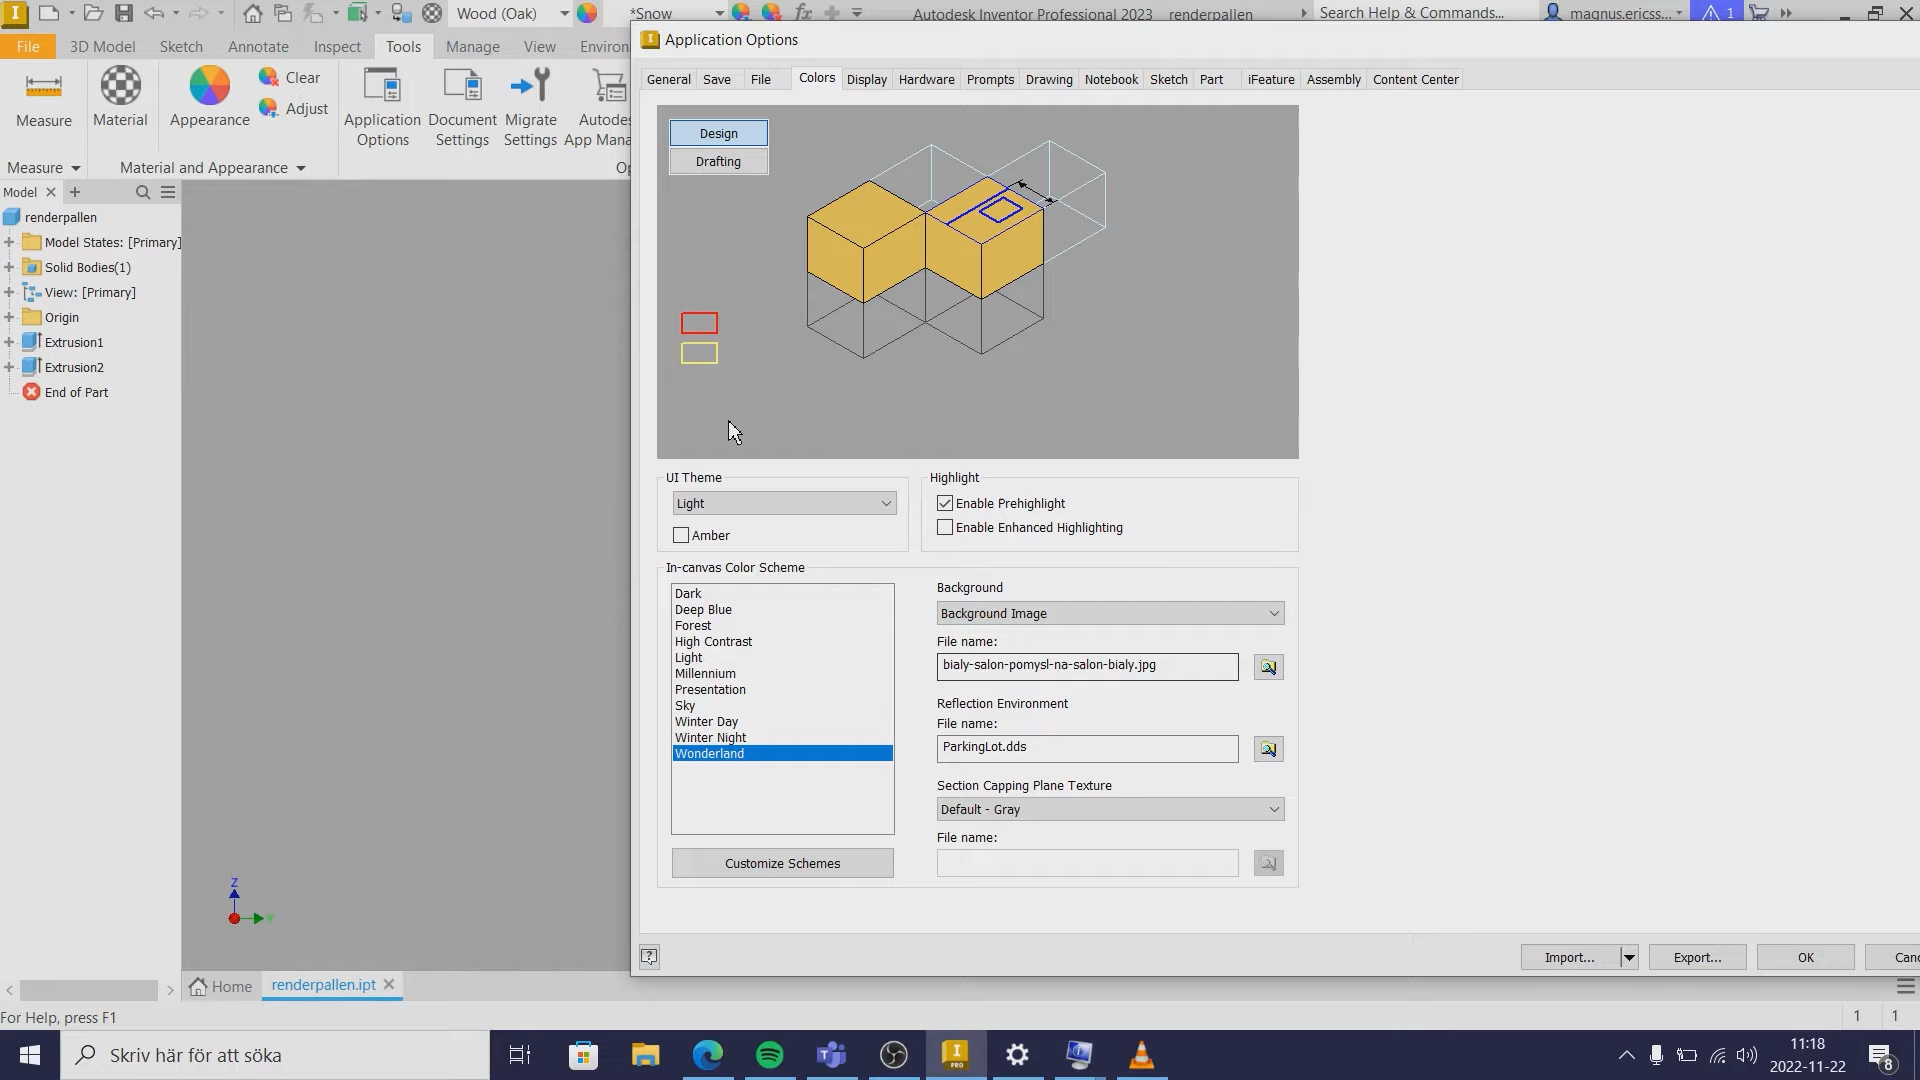 Wood (Oak)
*Snow
Autodesk Inventor Professional 2023 renderpallen
Search Help & Commands...
magnus.ericss...
1
File 3D Model Sketch Annotate Inspect Tools Manage View Environ
Application Options
Measure
Material
Appearance
Clear
Adjust
Application Options
Document Settings
Migrate Settings
Autodes
App Mana
Measure
Material and Appearance
Op
General Save File Colors Display Hardware Prompts Drawing Notebook Sketch Part iFeature Assembly Content Center
Model
renderpallen
Model States: [Primary]
Solid Bodies(1)
View: [Primary]
Origin
Extrusion1
Extrusion2
End of Part
Design
Drafting
UI Theme
Light
Amber
Highlight
Enable Prehighlight
Enable Enhanced Highlighting
In-canvas Color Scheme
Dark
Deep Blue
Forest
High Contrast
Light
Millennium
Presentation
Sky
Winter Day
Winter Night
Wonderland
Customize Schemes
Background
Background Image
File name:
bialy-salon-pomysl-na-salon-bialy.jpg
Reflection Environment
File name:
ParkingLot.dds
Section Capping Plane Texture
Default - Gray
File name:
Import... Export... OK Canc
Z
Y
Home renderpallen.ipt
For Help, press F1
1 1
Skriv här för att söka
I
PRO
11:18
2022-11-22
8